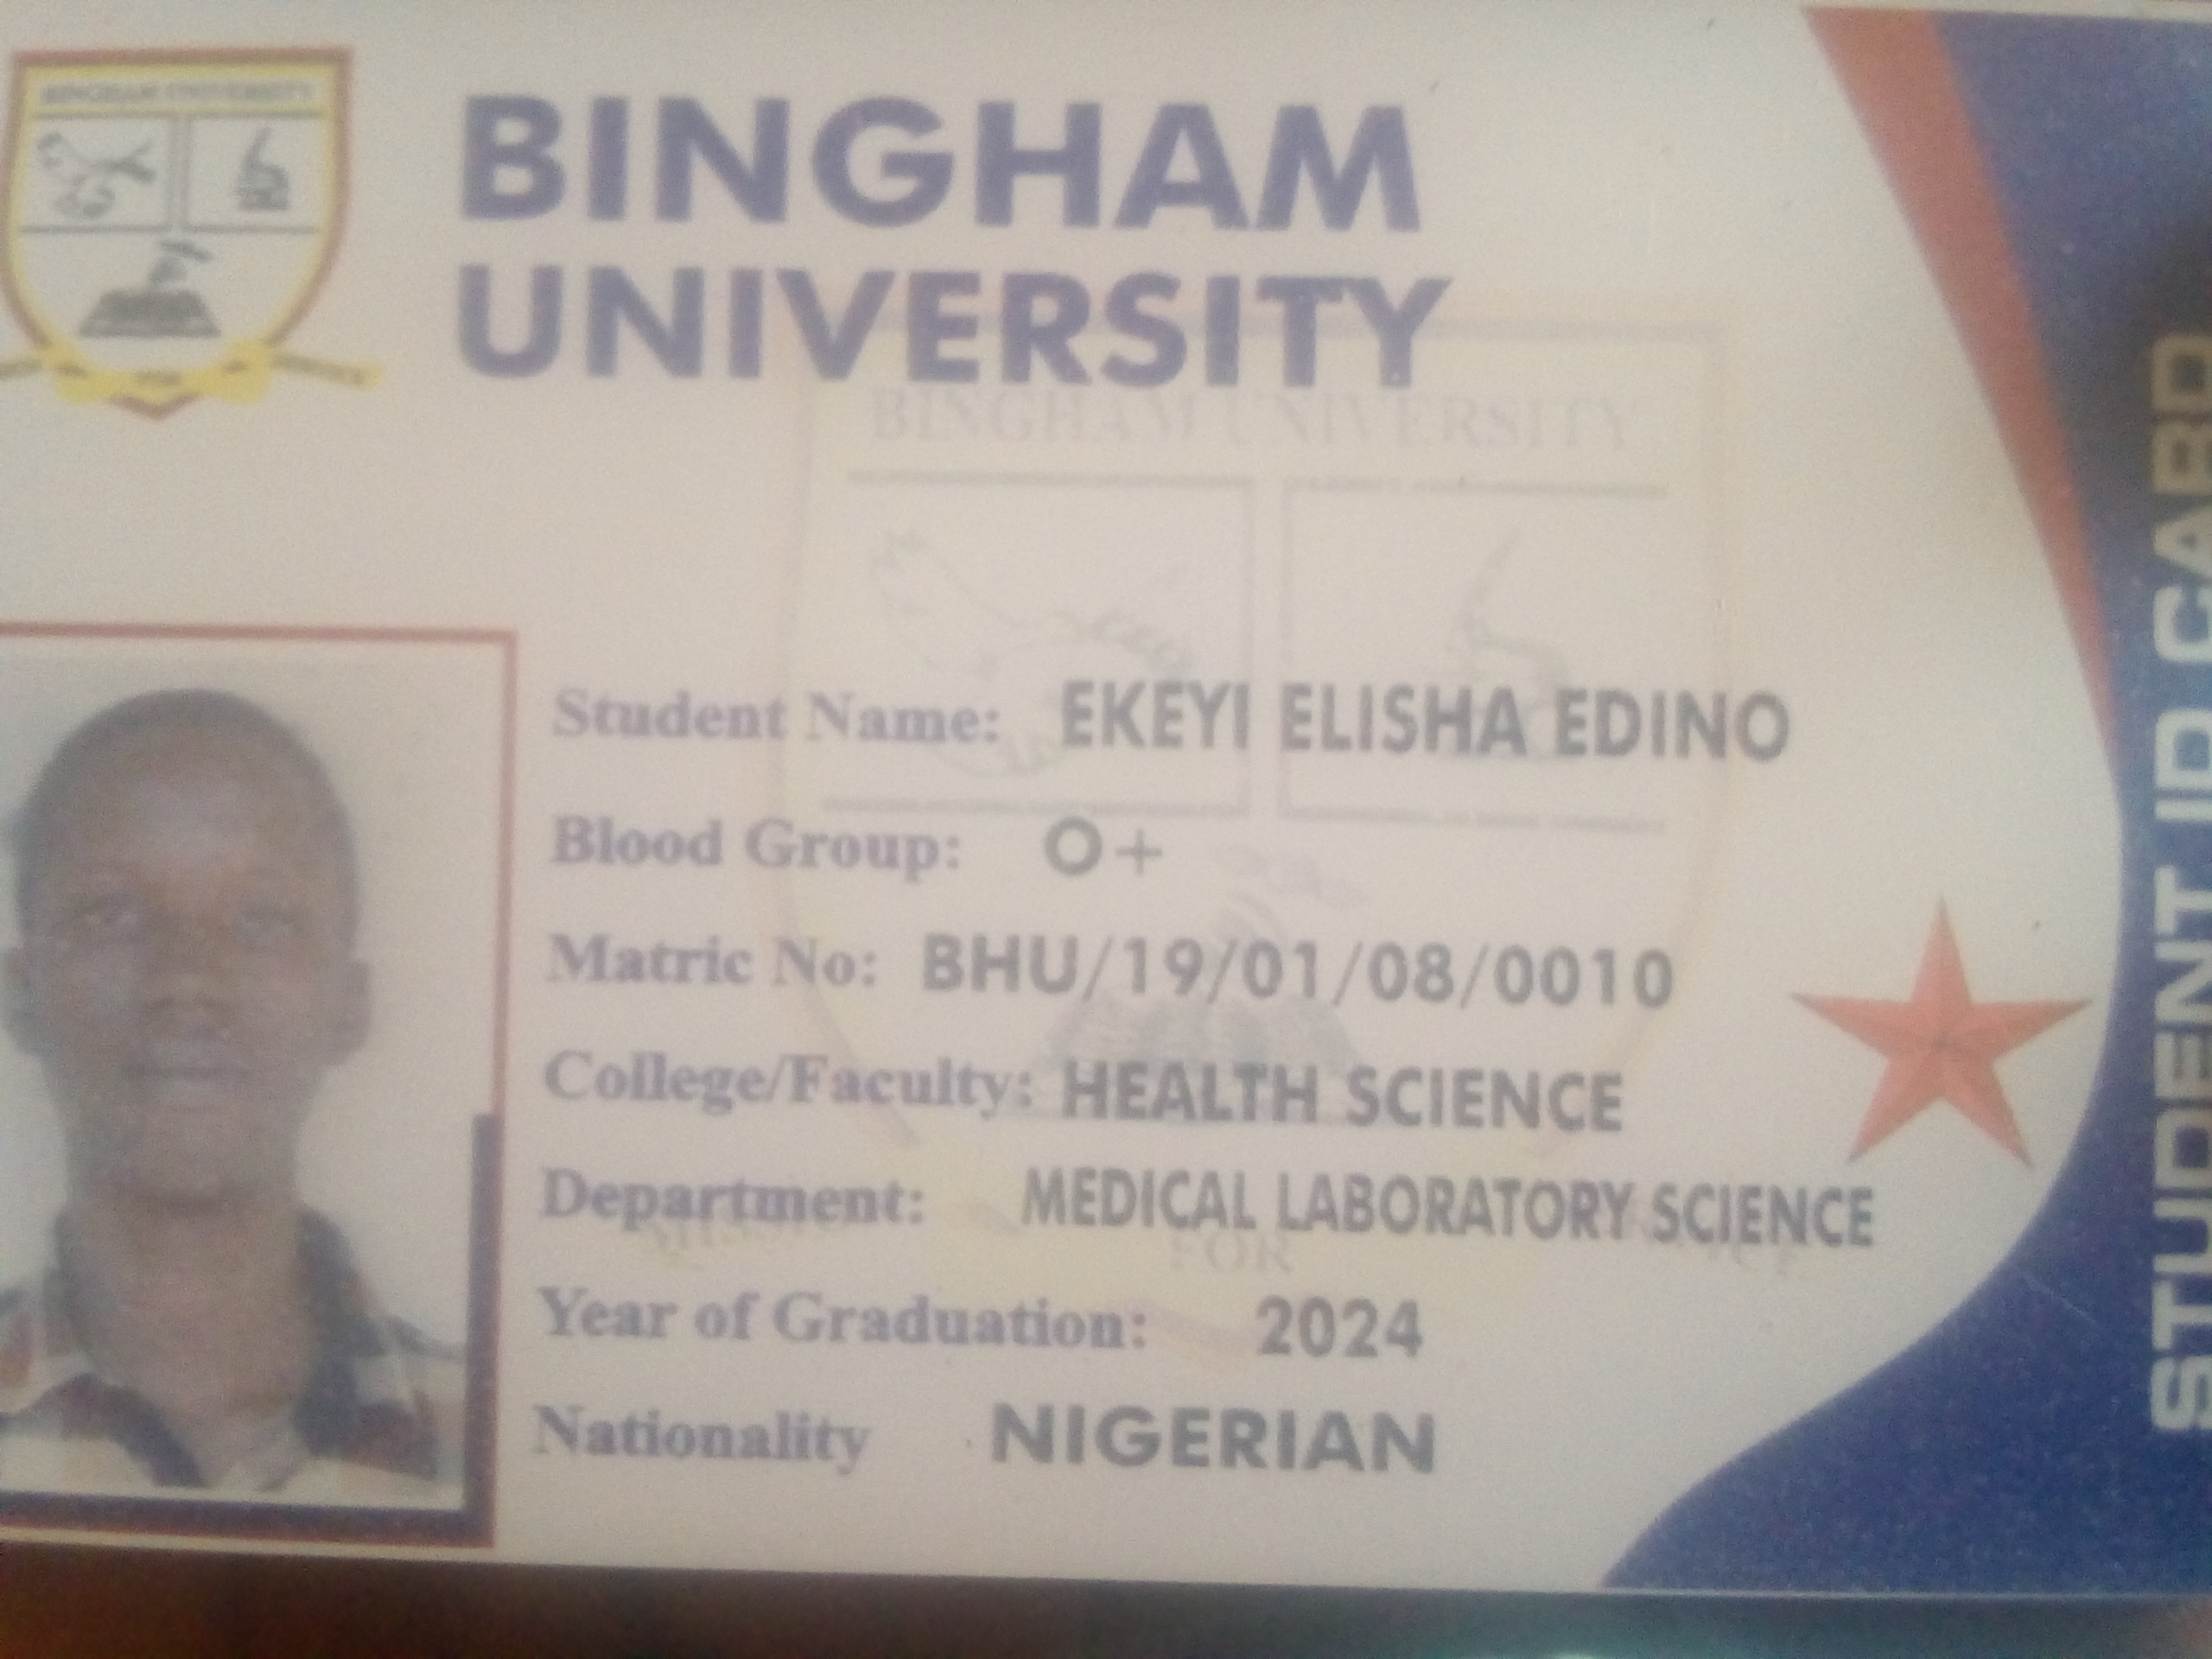 BINGHAM UNIVERSITY
BINGHAM
UNIVERSITY
BINGHAM UNIVERSITY
Student Name: EKEYI ELISHA EDINO
Blood Group: O+
Matric No: BHU/19/01/08/0010
College/Faculty: HEALTH SCIENCE
Department: MEDICAL LABORATORY SCIENCE
FOR
Year of Graduation: 2024
Nationality NIGERIAN
STUDENT ID CARD